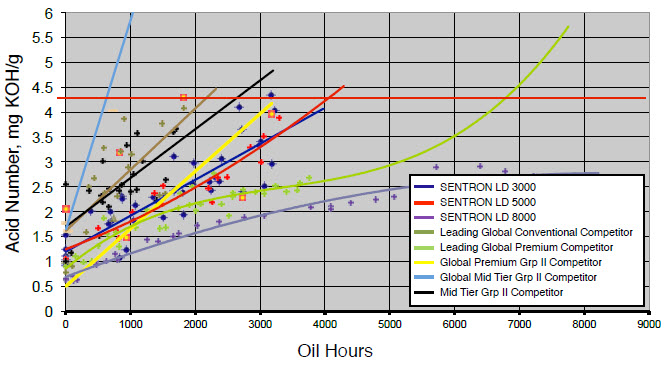 Acid Number, mg KOH/g
6
5.5
5
4.5
4
3.5
3
2.5
2
1.5
1
0.5
0
SENTRON LD 3000
SENTRON LD 5000
SENTRON LD 8000
Leading Global Conventional Competitor
Leading Global Premium Competitor
Global Premium Grp II Competitor
Global Mid Tier Grp II Competitor
Mid Tier Grp II Competitor
0 1000 2000 3000 4000 5000 6000 7000 8000 9000
Oil Hours